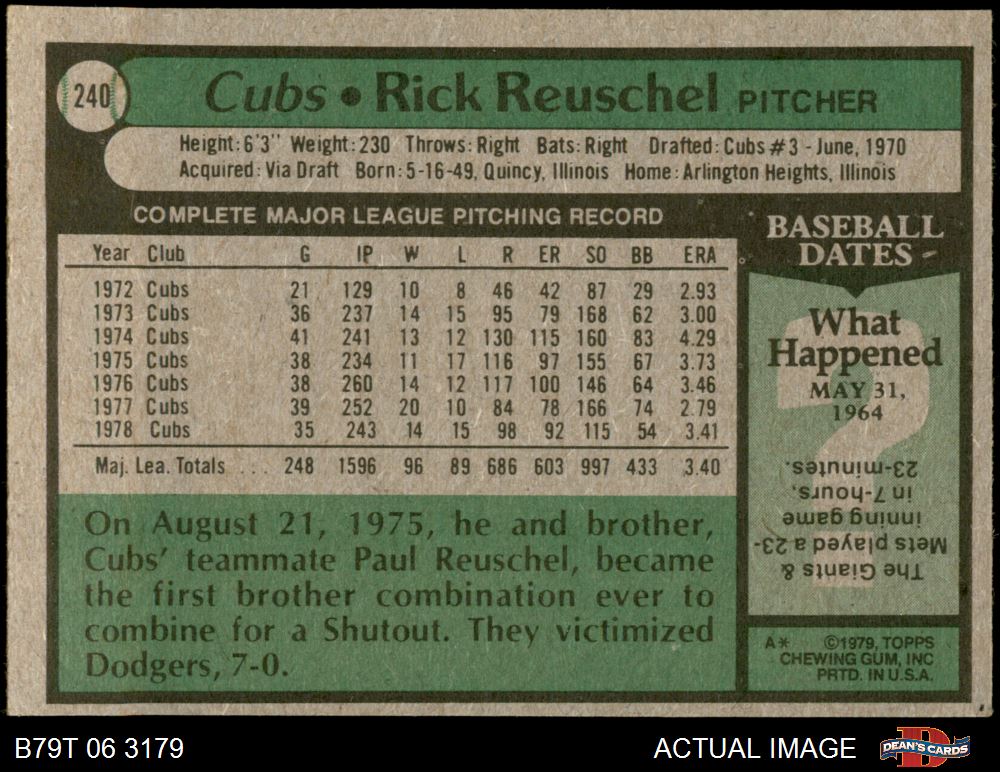 240
Cubs • Rick Reuschel PITCHER
Height: 6'3" Weight: 230 Throws: Right Bats: Right Drafted: Cubs #3 - June, 1970
Acquired: Via Draft Born: 5-16-49, Quincy, Illinois Home: Arlington Heights, Illinois
COMPLETE MAJOR LEAGUE PITCHING RECORD
Year Club G IP W L R ER SO BB ERA
1972 Cubs 21 129 10 8 46 42 87 29 2.93
1973 Cubs 36 237 14 15 95 79 168 62 3.00
1974 Cubs 41 241 13 12 130 115 160 83 4.29
1975 Cubs 38 234 11 17 116 97 155 67 3.73
1976 Cubs 38 260 14 12 117 100 146 64 3.46
1977 Cubs 39 252 20 10 84 78 166 74 2.79
1978 Cubs 35 243 14 15 98 92 115 54 3.41
Maj. Lea. Totals ... 248 1596 96 89 686 603 997 433 3.40
On August 21, 1975, he and brother,
Cubs' teammate Paul Reuschel, became
the first brother combination ever to
combine for a Shutout. They victimized
Dodgers, 7-0.
BASEBALL
DATES
What
Happened
MAY 31,
1964
?
The Giants &
Mets played a 23-
inning game
in 7-hours,
23-minutes.
A* ©1979, TOPPS
CHEWING GUM, INC
PRTD. IN U.S.A.
B79T 06 3179
ACTUAL IMAGE
D
DEAN'S CARDS